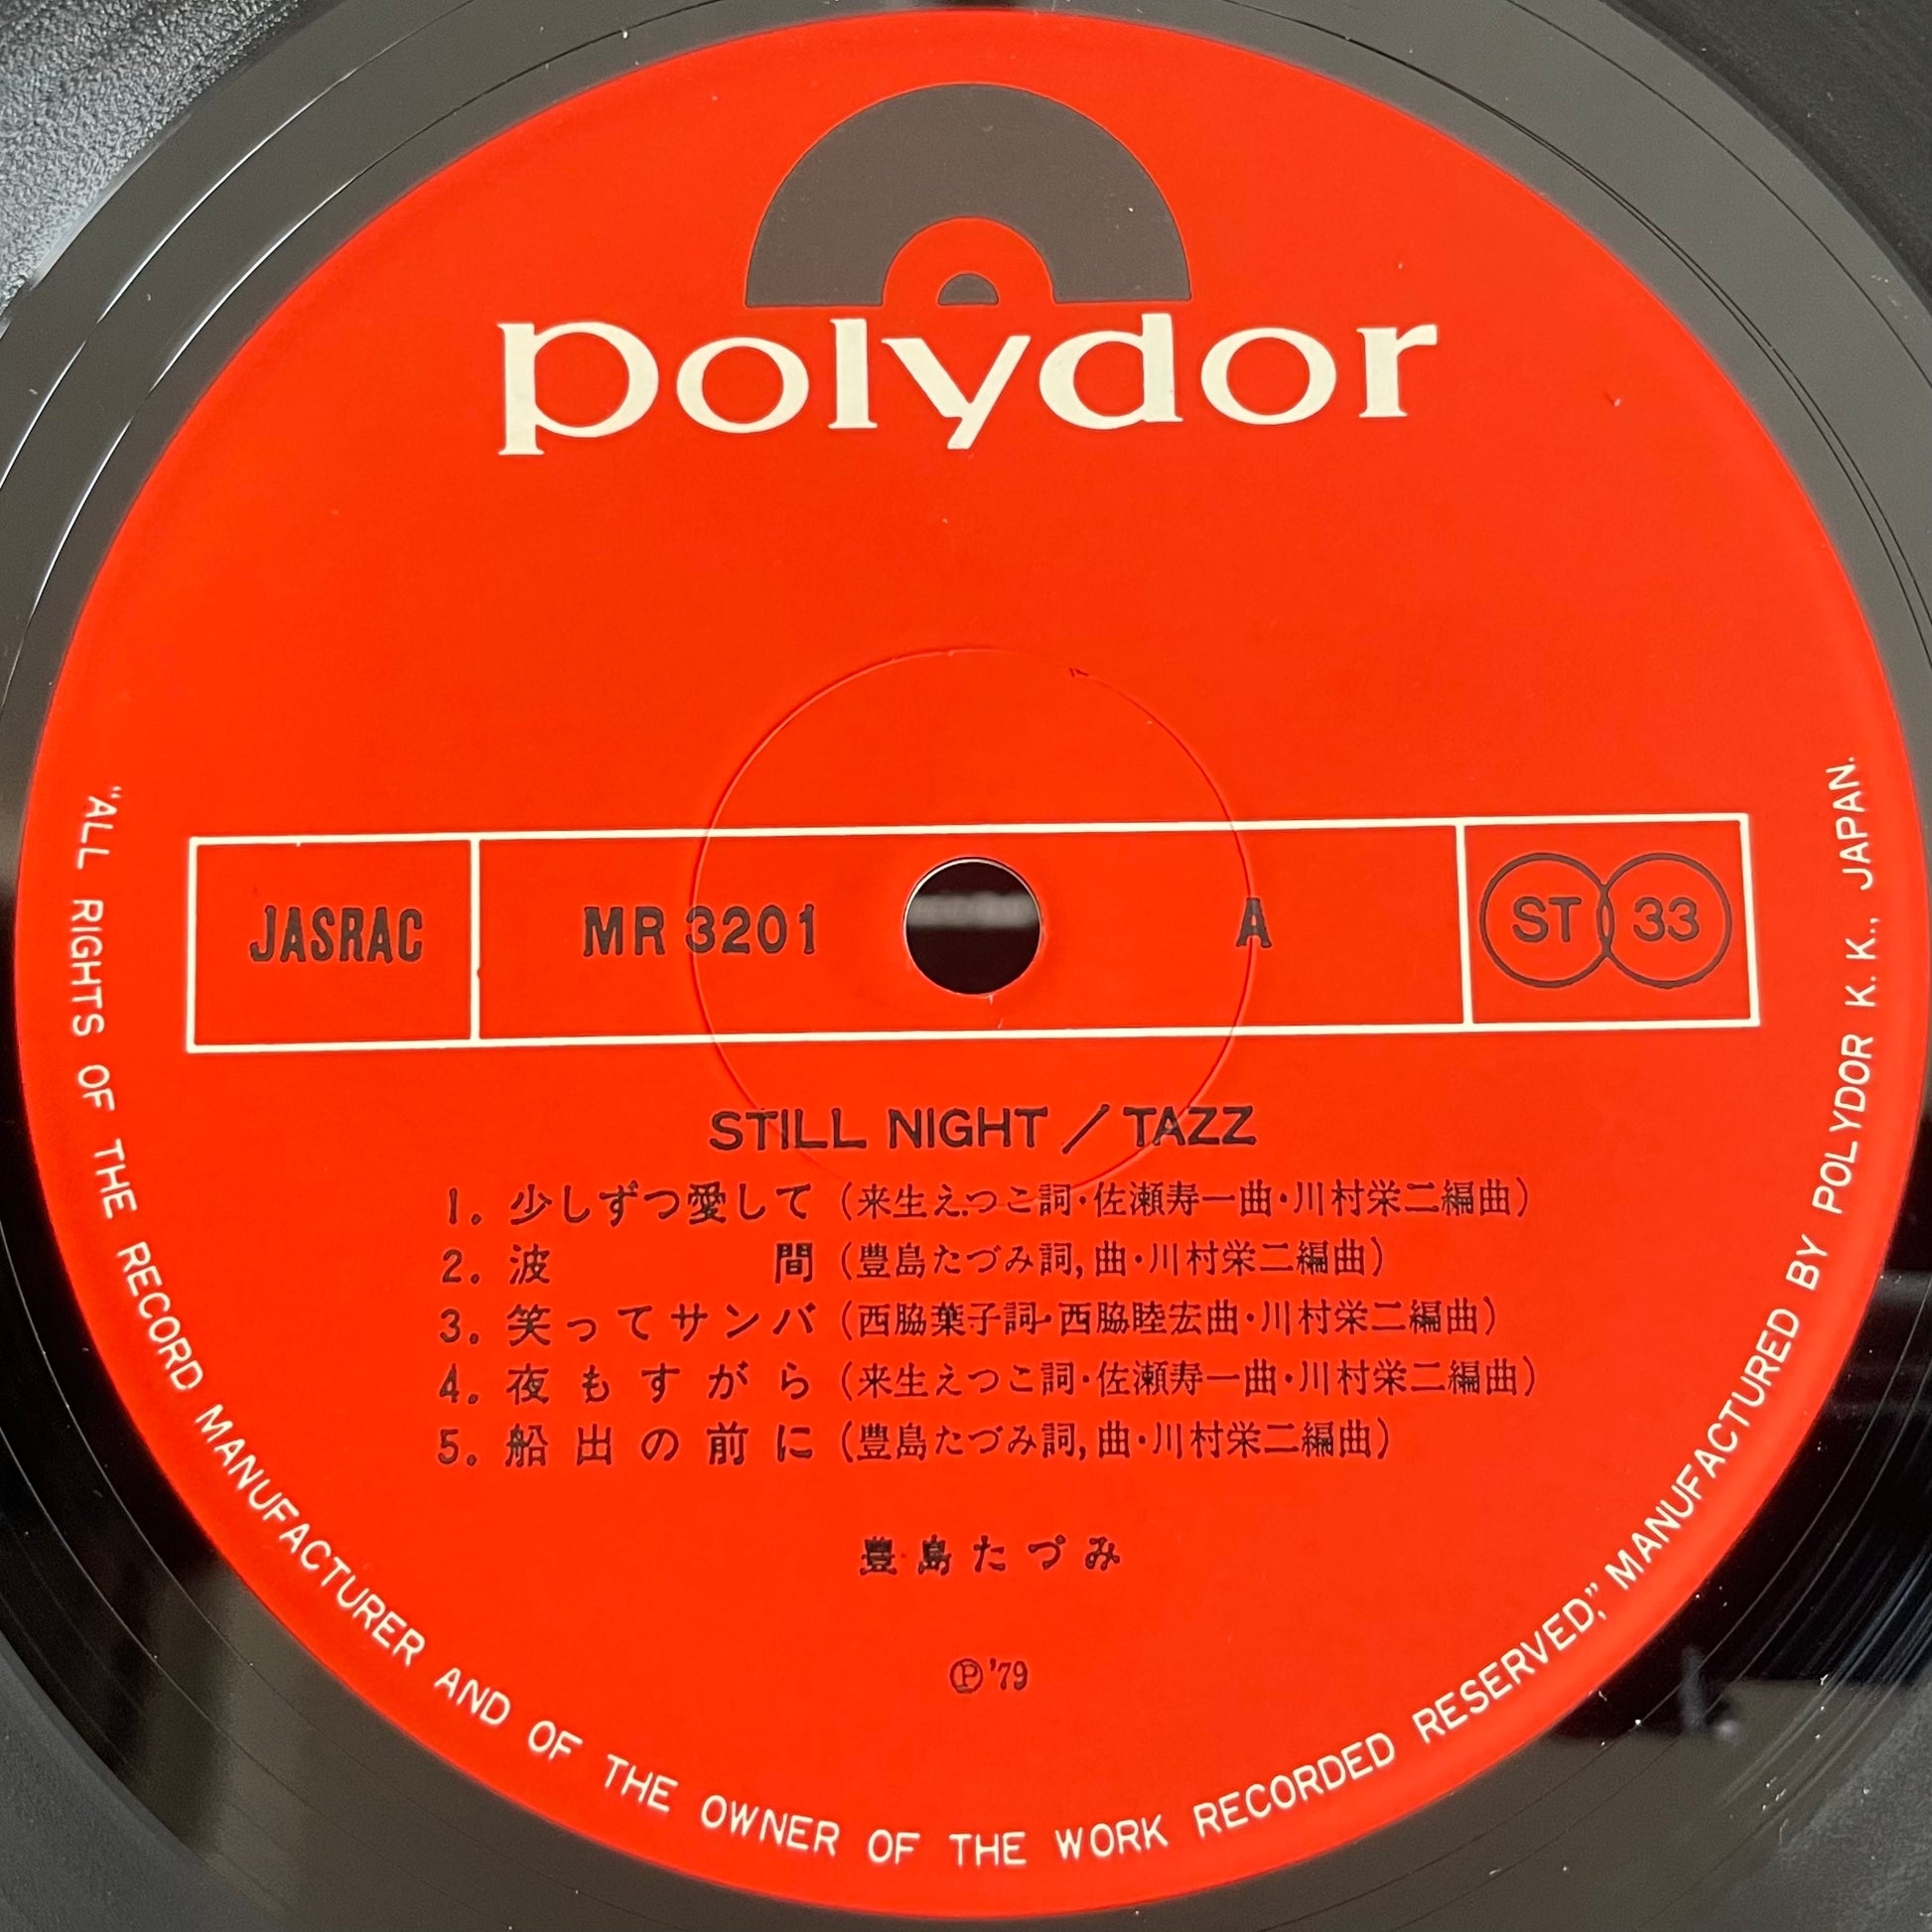 polydor
JASRAC MR 3201 A ST 33
STILL NIGHT / TAZZ
1. 少しずつ愛して (来生えつこ詞・佐瀬寿一曲・川村栄二編曲)
2. 波 間 (豊島たづみ詞, 曲・川村栄二編曲)
3. 笑ってサンバ (西脇葉子詞・西脇睦宏曲・川村栄二編曲)
4. 夜もすがら (来生えつこ詞・佐瀬寿一曲・川村栄二編曲)
5. 船出の前に (豊島たづみ詞, 曲・川村栄二編曲)
豊島たづみ
Ⓟ'79
"ALL RIGHTS OF THE RECORD MANUFACTURER AND OF THE OWNER OF THE WORK RECORDED RESERVED," MANUFACTURED BY POLYDOR K. K., JAPAN.